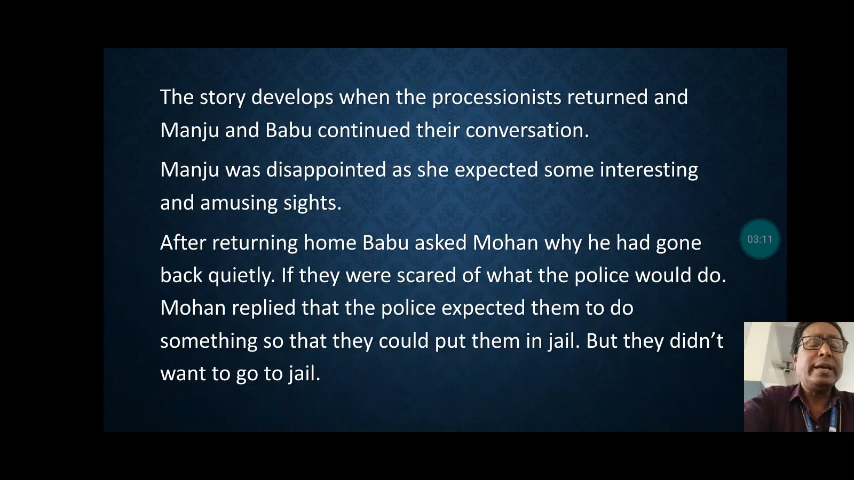 The story develops when the processionists returned and
Manju and Babu continued their conversation.
Manju was disappointed as she expected some interesting
and amusing sights.
After returning home Babu asked Mohan why he had gone
back quietly. If they were scared of what the police would do.
Mohan replied that the police expected them to do
something so that they could put them in jail. But they didn't
want to go to jail.
03:11